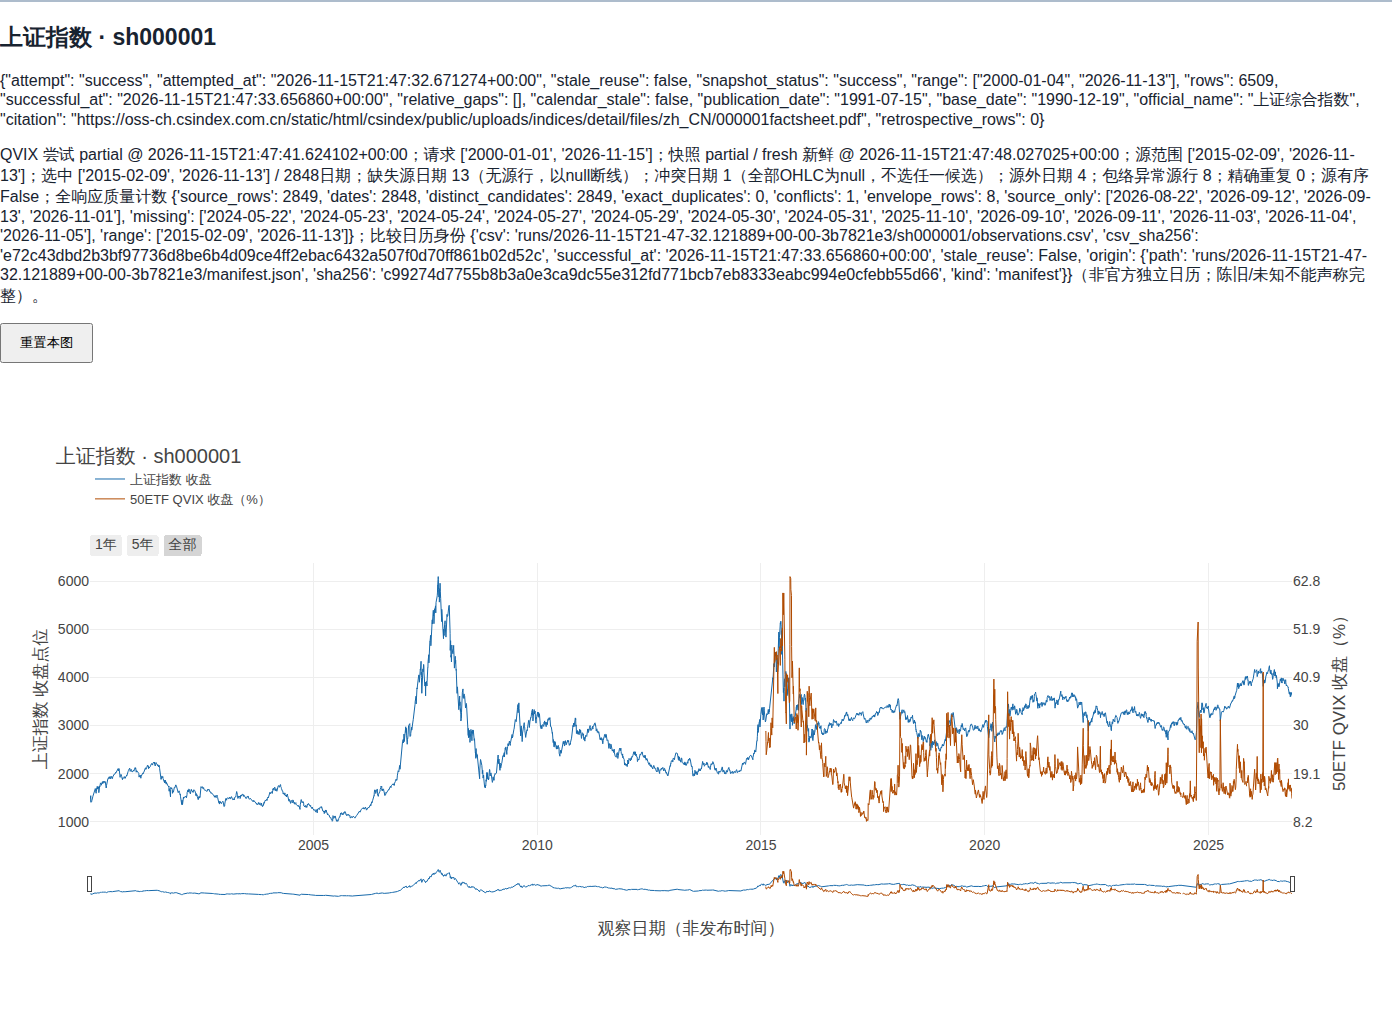 上证指数 · sh000001
{"attempt": "success", "attempted_at": "2026-11-15T21:47:32.671274+00:00", "stale_reuse": false, "snapshot_status": "success", "range": ["2000-01-04", "2026-11-13"], "rows": 6509,
"successful_at": "2026-11-15T21:47:33.656860+00:00", "relative_gaps": [], "calendar_stale": false, "publication_date": "1991-07-15", "base_date": "1990-12-19", "official_name": "上证综合指数",
"citation": "https://oss-ch.csindex.com.cn/static/html/csindex/public/uploads/indices/detail/files/zh_CN/000001factsheet.pdf", "retrospective_rows": 0}
QVIX 尝试 partial @ 2026-11-15T21:47:41.624102+00:00；请求 ['2000-01-01', '2026-11-15']；快照 partial / fresh 新鲜 @ 2026-11-15T21:47:48.027025+00:00；源范围 ['2015-02-09', '2026-11-
13']；选中 ['2015-02-09', '2026-11-13'] / 2848日期；缺失源日期 13（无源行，以null断线）；冲突日期 1（全部OHLC为null，不选任一候选）；源外日期 4；包络异常源行 8；精确重复 0；源有序
False；全响应质量计数 {'source_rows': 2849, 'dates': 2848, 'distinct_candidates': 2849, 'exact_duplicates': 0, 'conflicts': 1, 'envelope_rows': 8, 'source_only': ['2026-08-22', '2026-09-12', '2026-09-
13', '2026-11-01'], 'missing': ['2024-05-22', '2024-05-23', '2024-05-24', '2024-05-27', '2024-05-29', '2024-05-30', '2024-05-31', '2025-11-10', '2026-09-10', '2026-09-11', '2026-11-03', '2026-11-04',
'2026-11-05'], 'range': ['2015-02-09', '2026-11-13']}；比较日历身份 {'csv': 'runs/2026-11-15T21-47-32.121889+00-00-3b7821e3/sh000001/observations.csv', 'csv_sha256':
'e72c43dbd2b3bf97736d8be6b4d09ce4ff2ebac6432a507f0d70ff861b02d52c', 'successful_at': '2026-11-15T21:47:33.656860+00:00', 'stale_reuse': False, 'origin': {'path': 'runs/2026-11-15T21-47-
32.121889+00-00-3b7821e3/manifest.json', 'sha256': 'c99274d7755b8b3a0e3ca9dc55e312fd771bcb7eb8333eabc994e0cfebb55d66', 'kind': 'manifest'}}（非官方独立日历；陈旧/未知不能声称完
整）。
重置本图
上证指数 · sh000001
上证指数 收盘
50ETF QVIX 收盘（%）
1年 5年 全部
6000
5000
4000
3000
2000
1000
上证指数 收盘点位
62.8
51.9
40.9
30
19.1
8.2
50ETF QVIX 收盘（%）
2005 2010 2015 2020 2025
观察日期（非发布时间）